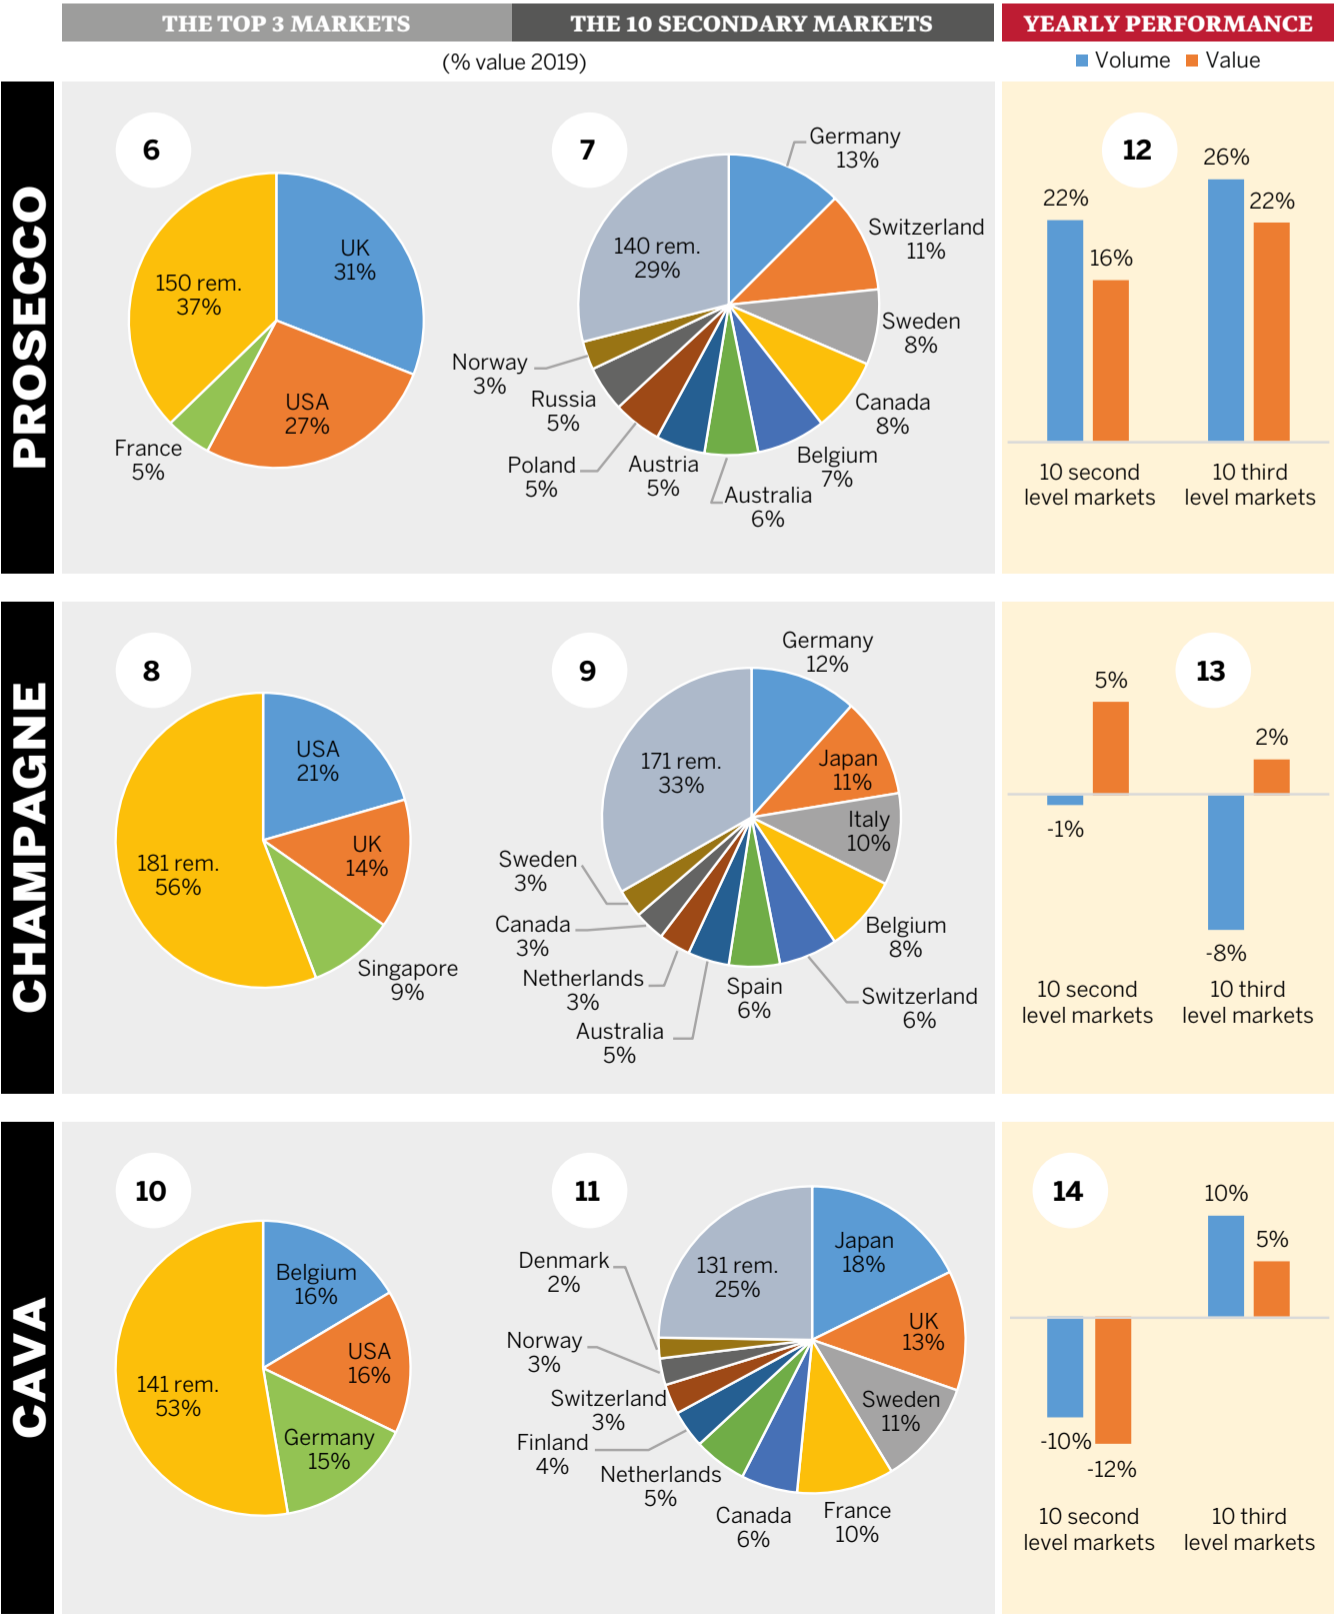 THE TOP 3 MARKETS
THE 10 SECONDARY MARKETS
YEARLY PERFORMANCE
(% value 2019)
Volume
Value
PROSECCO
6
UK
31%
USA
27%
France
5%
150 rem.
37%
7
Germany
13%
Switzerland
11%
Sweden
8%
Canada
8%
Belgium
7%
Australia
6%
Austria
5%
Poland
5%
Russia
5%
Norway
3%
140 rem.
29%
12
22%
16%
26%
22%
10 second
level markets
10 third
level markets
CHAMPAGNE
8
USA
21%
UK
14%
Singapore
9%
181 rem.
56%
9
Germany
12%
Japan
11%
Italy
10%
Belgium
8%
Switzerland
6%
Spain
6%
Australia
5%
Netherlands
3%
Canada
3%
Sweden
3%
171 rem.
33%
13
-1%
5%
-8%
2%
10 second
level markets
10 third
level markets
CAVA
10
Belgium
16%
USA
16%
Germany
15%
141 rem.
53%
11
Japan
18%
UK
13%
Sweden
11%
France
10%
Canada
6%
Netherlands
5%
Finland
4%
Switzerland
3%
Norway
3%
Denmark
2%
131 rem.
25%
14
-10%
-12%
10%
5%
10 second
level markets
10 third
level markets